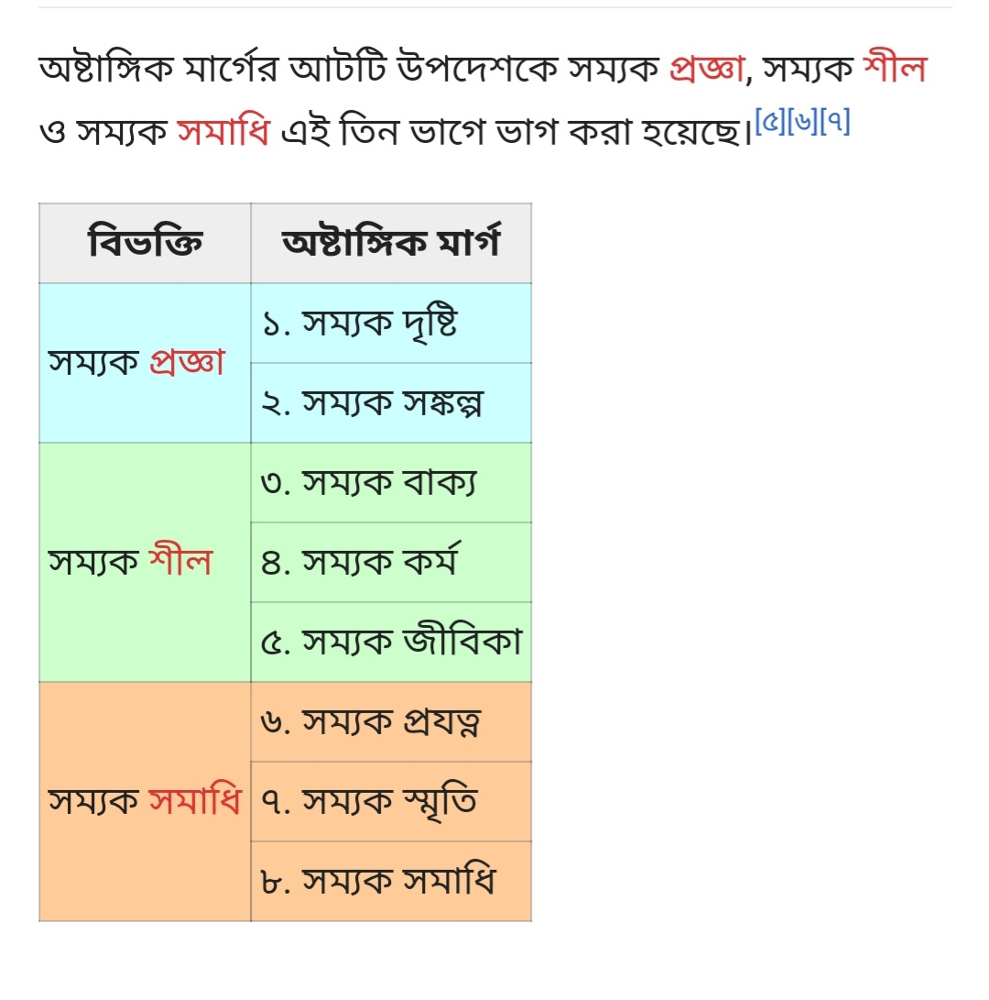 অষ্টাঙ্গিক মার্গের আটটি উপদেশকে সম্যক প্রজ্ঞা, সম্যক শীল
ও সম্যক সমাধি এই তিন ভাগে ভাগ করা হয়েছে।[৫][৬][৭]
বিভক্তি অষ্টাঙ্গিক মার্গ
সম্যক প্রজ্ঞা
১. সম্যক দৃষ্টি
২. সম্যক সঙ্কল্প
সম্যক শীল
৩. সম্যক বাক্য
৪. সম্যক কর্ম
৫. সম্যক জীবিকা
সম্যক সমাধি
৬. সম্যক প্রযত্ন
৭. সম্যক স্মৃতি
৮. সম্যক সমাধি